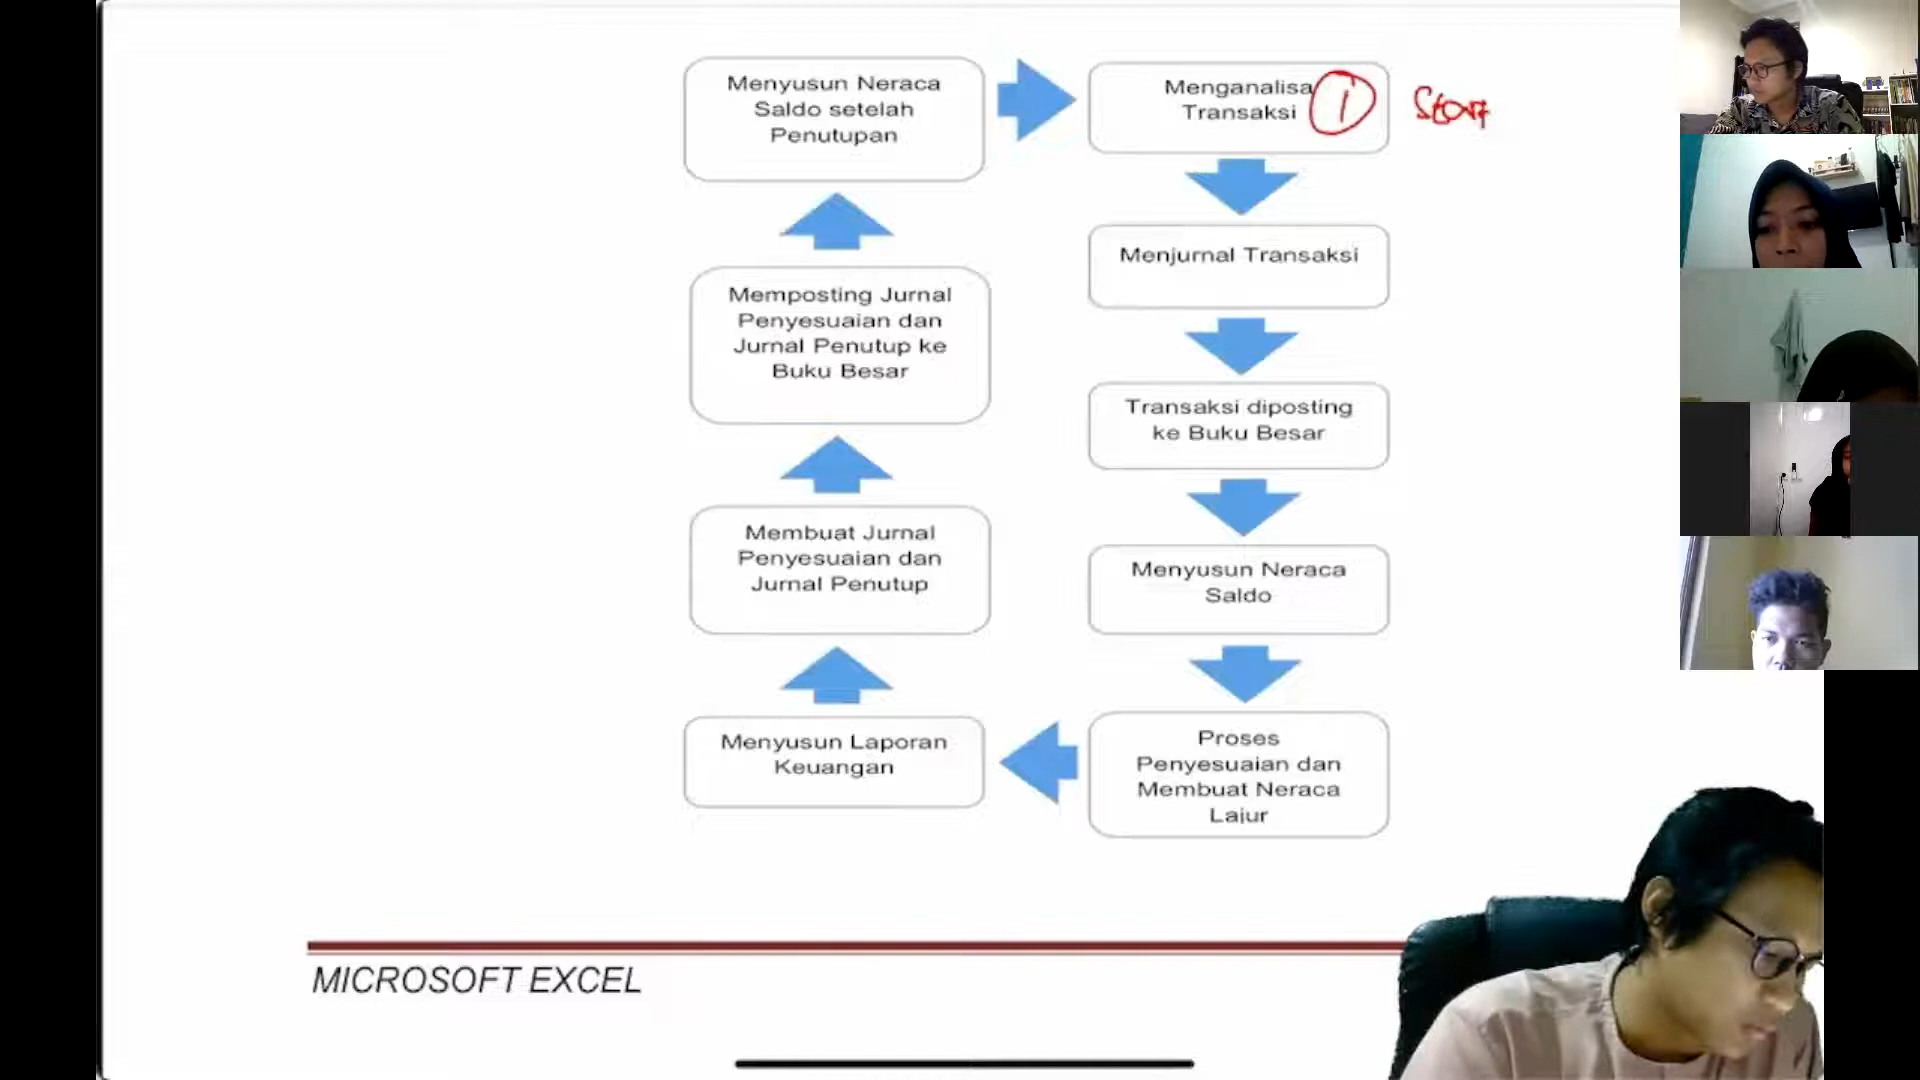 Menyusun Neraca
Saldo setelah
Penutupan
Menganalisa
Transaksi
1
Start
Menjurnal Transaksi
Memposting Jurnal
Penyesuaian dan
Jurnal Penutup ke
Buku Besar
Transaksi diposting
ke Buku Besar
Membuat Jurnal
Penyesuaian dan
Jurnal Penutup
Menyusun Neraca
Saldo
Menyusun Laporan
Keuangan
Proses
Penyesuaian dan
Membuat Neraca
Lajur
MICROSOFT EXCEL